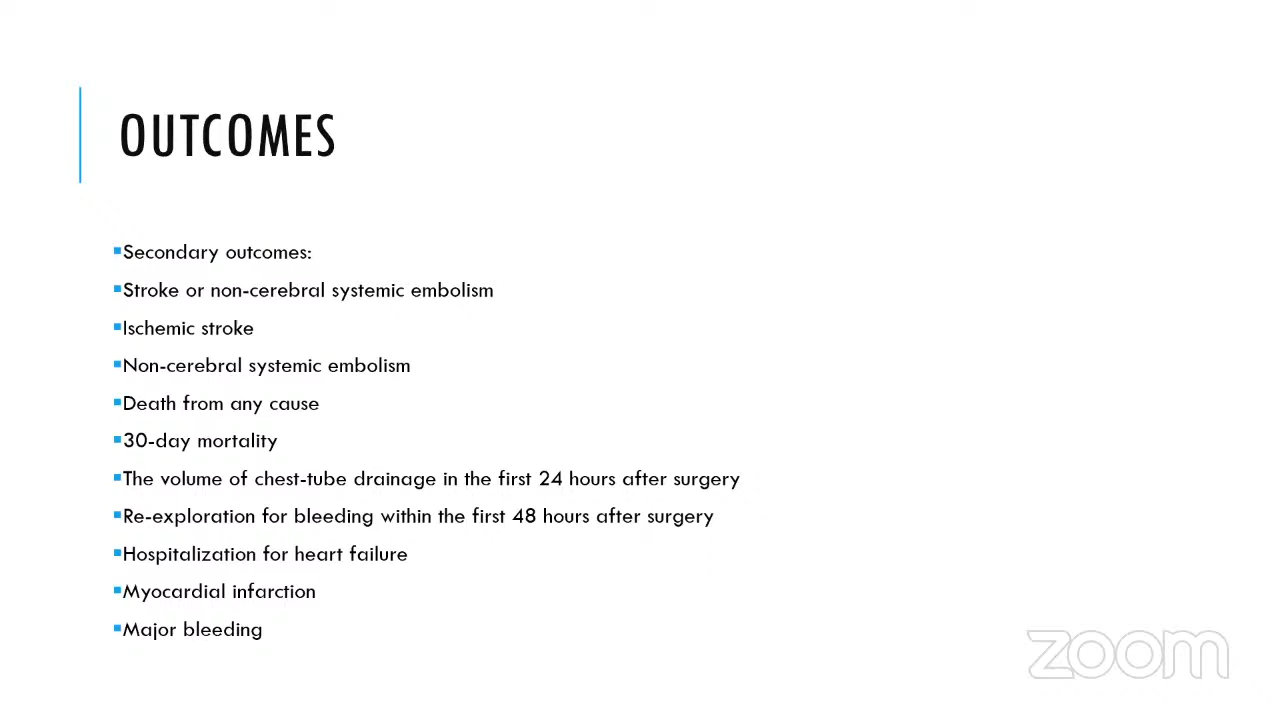 OUTCOMES
▪Secondary outcomes:
▪Stroke or non-cerebral systemic embolism
▪Ischemic stroke
▪Non-cerebral systemic embolism
▪Death from any cause
▪30-day mortality
▪The volume of chest-tube drainage in the first 24 hours after surgery
▪Re-exploration for bleeding within the first 48 hours after surgery
▪Hospitalization for heart failure
▪Myocardial infarction
▪Major bleeding
zoom